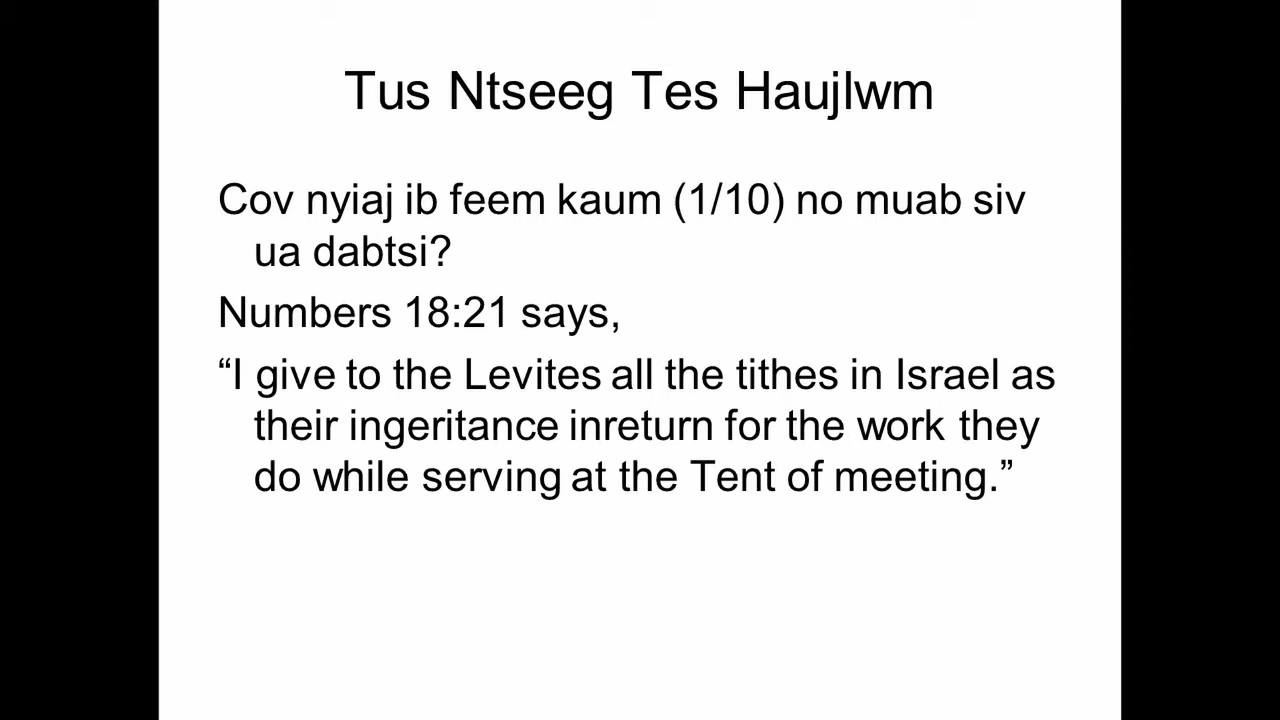 Tus Ntseeg Tes Haujlwm
Cov nyiaj ib feem kaum (1/10) no muab siv
ua dabtsi?
Numbers 18:21 says,
“I give to the Levites all the tithes in Israel as
their ingeritance inreturn for the work they
do while serving at the Tent of meeting.”